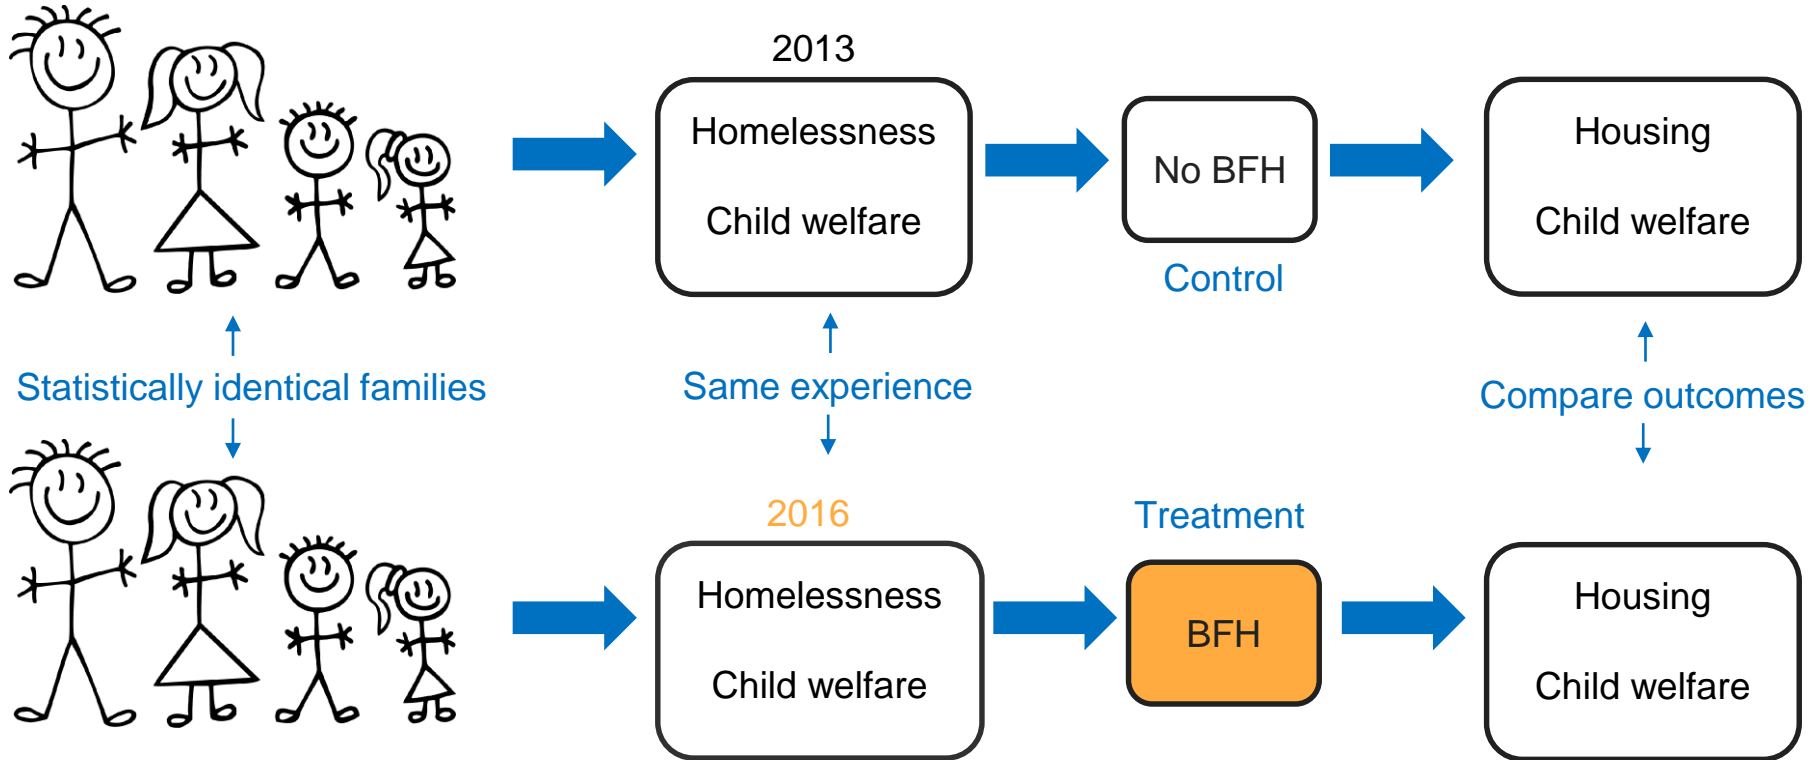 2013
Homelessness
Child welfare
No BFH
Control
Housing
Child welfare
Statistically identical families
Same experience
Compare outcomes
2016
Homelessness
Child welfare
Treatment
BFH
Housing
Child welfare